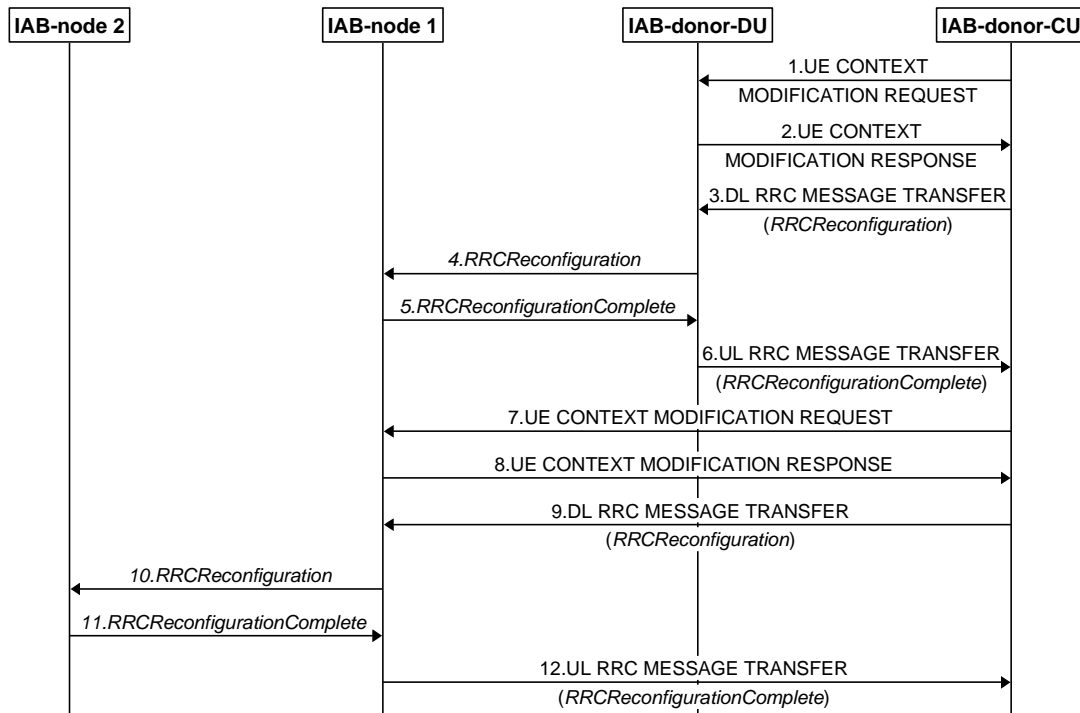 IAB-node 2
IAB-node 1
IAB-donor-DU
IAB-donor-CU
1.UE CONTEXT
MODIFICATION REQUEST
2.UE CONTEXT
MODIFICATION RESPONSE
3.DL RRC MESSAGE TRANSFER
(RRCReconfiguration)
4.RRCReconfiguration
5.RRCReconfigurationComplete
6.UL RRC MESSAGE TRANSFER
(RRCReconfigurationComplete)
7.UE CONTEXT MODIFICATION REQUEST
8.UE CONTEXT MODIFICATION RESPONSE
9.DL RRC MESSAGE TRANSFER
(RRCReconfiguration)
10.RRCReconfiguration
11.RRCReconfigurationComplete
12.UL RRC MESSAGE TRANSFER
(RRCReconfigurationComplete)